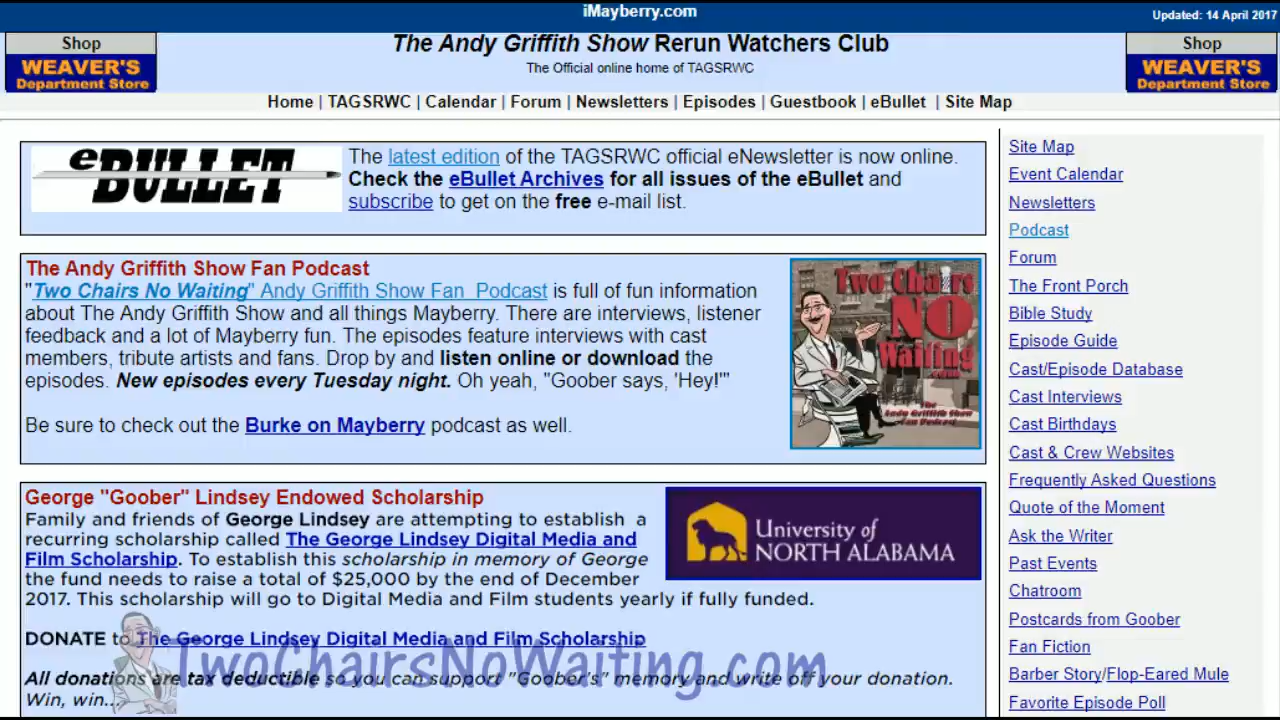 iMayberry.com
Updated: 14 April 2017
Shop
WEAVER'S
Department Store
The Andy Griffith Show Rerun Watchers Club
The Official online home of TAGSRWC
Shop
WEAVER'S
Department Store
Home | TAGSRWC | Calendar | Forum | Newsletters | Episodes | Guestbook | eBullet | Site Map
eBULLET
The latest edition of the TAGSRWC official eNewsletter is now online.
Check the eBullet Archives for all issues of the eBullet and
subscribe to get on the free e-mail list.
The Andy Griffith Show Fan Podcast
"Two Chairs No Waiting" Andy Griffith Show Fan Podcast is full of fun information
about The Andy Griffith Show and all things Mayberry. There are interviews, listener
feedback and a lot of Mayberry fun. The episodes feature interviews with cast
members, tribute artists and fans. Drop by and listen online or download the
episodes. New episodes every Tuesday night. Oh yeah, "Goober says, 'Hey!'"
Be sure to check out the Burke on Mayberry podcast as well.
Two Chairs
NO
Waiting
.com
The
Andy Griffith Show
Fan Podcast
George "Goober" Lindsey Endowed Scholarship
Family and friends of George Lindsey are attempting to establish a
recurring scholarship called The George Lindsey Digital Media and
Film Scholarship. To establish this scholarship in memory of George
the fund needs to raise a total of $25,000 by the end of December
2017. This scholarship will go to Digital Media and Film students yearly if fully funded.
University of
NORTH ALABAMA
DONATE to The George Lindsey Digital Media and Film Scholarship
TwoChairsNoWaiting.com
All donations are tax deductible so you can support "Goober's" memory and write off your donation.
Win, win...
Site Map
Event Calendar
Newsletters
Podcast
Forum
The Front Porch
Bible Study
Episode Guide
Cast/Episode Database
Cast Interviews
Cast Birthdays
Cast & Crew Websites
Frequently Asked Questions
Quote of the Moment
Ask the Writer
Past Events
Chatroom
Postcards from Goober
Fan Fiction
Barber Story/Flop-Eared Mule
Favorite Episode Poll